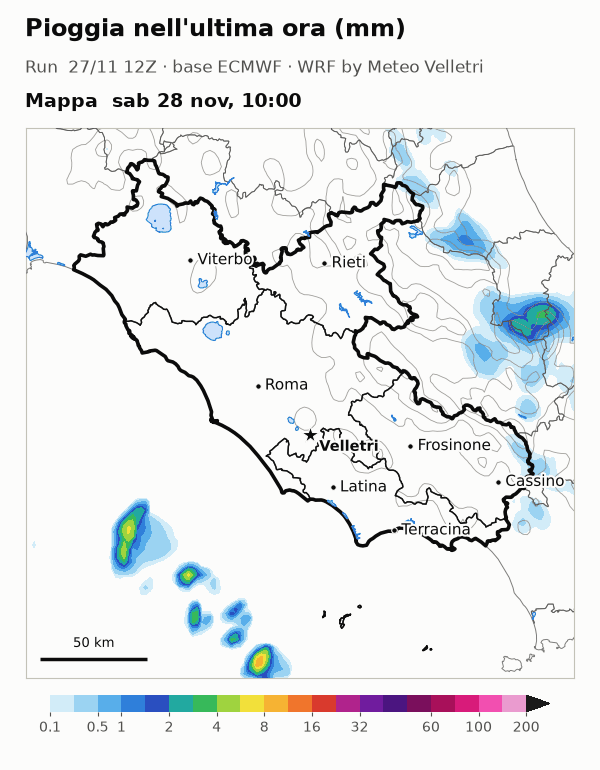 Pioggia nell'ultima ora (mm)
Run  27/11 12Z · base ECMWF · WRF by Meteo Velletri
Mappa  sab 28 nov, 10:00
Viterbo
Rieti
Roma
Velletri
Frosinone
Latina
Cassino
Terracina
50 km
0.1 0.5 1 2 4 8 16 32 60 100 200